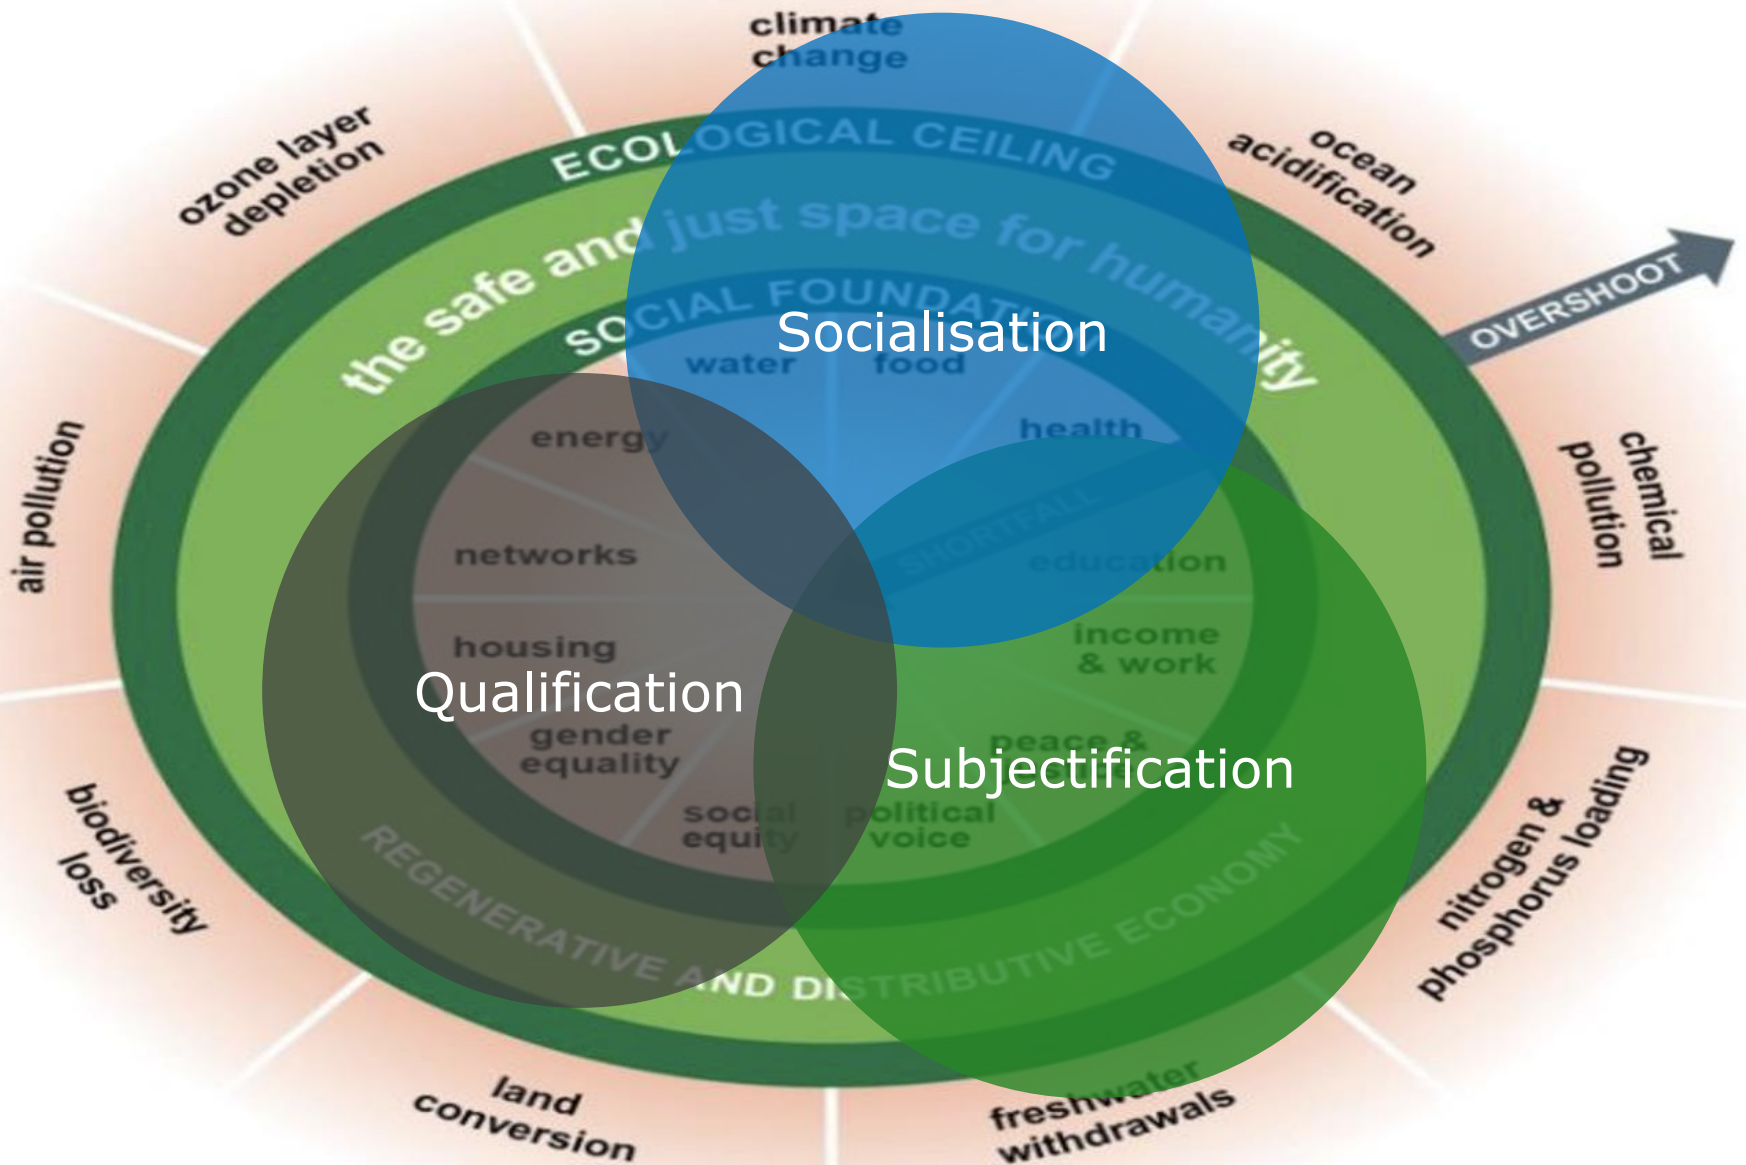 climate
change
ozone layer
depletion
ocean
acidification
ECOLOGICAL CEILING
the safe and just space for humanity
OVERSHOOT
SOCIAL FOUNDATION
Socialisation
water
food
energy
health
air pollution
chemical
pollution
SHORTFALL
networks
education
housing
income
& work
Qualification
gender
equality
peace &
justice
Subjectification
social
equity
political
voice
biodiversity
loss
nitrogen &
phosphorus loading
REGENERATIVE AND DISTRIBUTIVE ECONOMY
land
conversion
freshwater
withdrawals